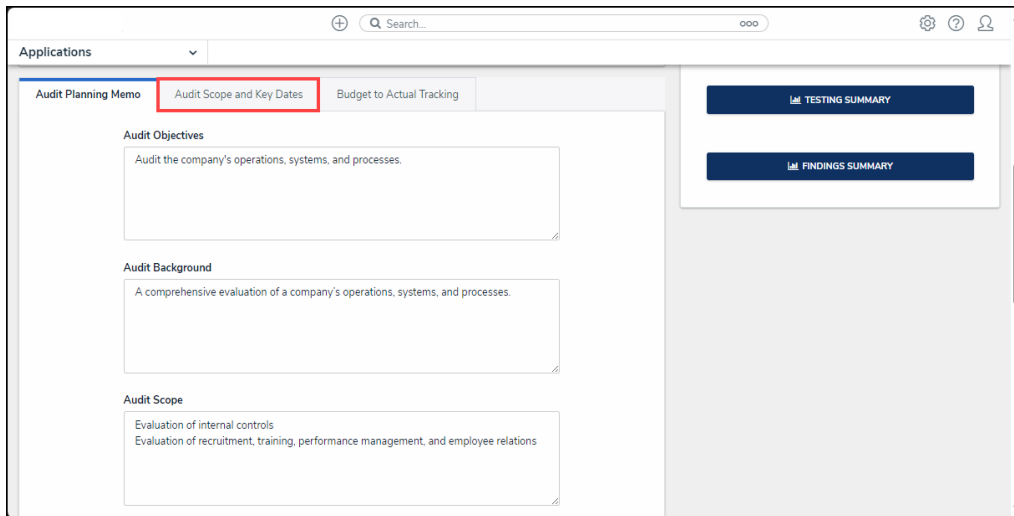 Search...
Applications
Audit Planning Memo
Audit Scope and Key Dates
Budget to Actual Tracking
TESTING SUMMARY
FINDINGS SUMMARY
Audit Objectives
Audit the company's operations, systems, and processes.
Audit Background
A comprehensive evaluation of a company's operations, systems, and processes.
Audit Scope
Evaluation of internal controls
Evaluation of recruitment, training, performance management, and employee relations